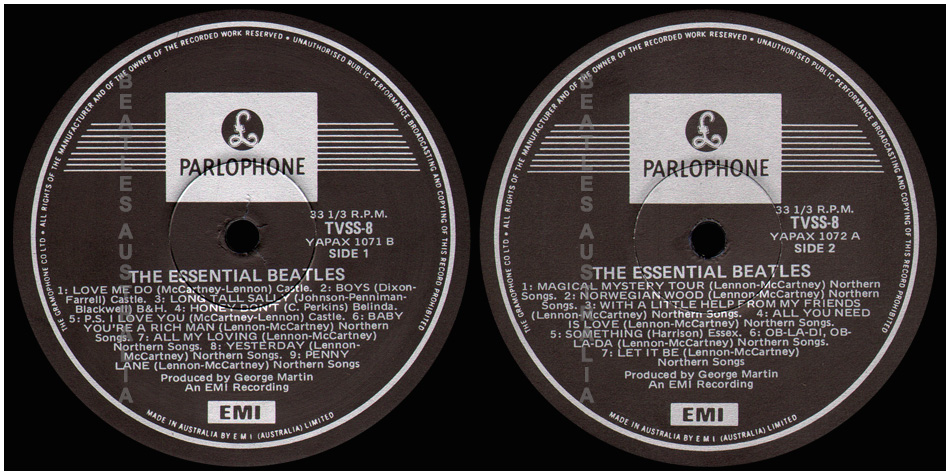 THE GRAMOPHONE CO LTD • ALL RIGHTS OF THE MANUFACTURER AND OF THE OWNER OF THE RECORDED WORK RESERVED • UNAUTHORISED PUBLIC PERFORMANCE BROADCASTING AND COPYING OF THIS RECORD PROHIBITED
BEATLES AUSTRALIA
£
PARLOPHONE
33 1/3 R.P.M.
TVSS-8
YAPAX 1071 B
SIDE 1
THE ESSENTIAL BEATLES
1: LOVE ME DO (McCartney-Lennon) Castle. 2: BOYS (Dixon-
Farrell) Castle. 3: LONG TALL SALLY (Johnson-Penniman-
Blackwell) B&H. 4: HONEY DON'T (C. Perkins) Belinda
5: P.S. I LOVE YOU (McCartney-Lennon) Castle. 6: BABY
YOU'RE A RICH MAN (Lennon-McCartney) Northern
Songs. 7: ALL MY LOVING (Lennon-McCartney)
Northern Songs. 8: YESTERDAY (Lennon-
McCartney) Northern Songs. 9: PENNY
LANE (McCartney) Northern Songs
Produced by George Martin
An EMI Recording
EMI
MADE IN AUSTRALIA BY E M I (AUSTRALIA) LIMITED
THE GRAMOPHONE CO LTD • ALL RIGHTS OF THE MANUFACTURER AND OF THE OWNER OF THE RECORDED WORK RESERVED • UNAUTHORISED PUBLIC PERFORMANCE BROADCASTING AND COPYING OF THIS RECORD PROHIBITED
BEATLES AUSTRALIA
£
PARLOPHONE
33 1/3 R.P.M.
TVSS-8
YAPAX 1072 A
SIDE 2
THE ESSENTIAL BEATLES
1: MAGICAL MYSTERY TOUR (Lennon-McCartney) Northern
Songs. 2: NORWEGIAN WOOD (Lennon-McCartney) Northern
Songs. 3: WITH A LITTLE HELP FROM MY FRIENDS
(Lennon-McCartney) Northern Songs. 4: ALL YOU NEED
IS LOVE (Lennon-McCartney) Northern Songs
5: SOMETHING (Harrison) Essex. 6: OB-LA-DI, OB-
LA-DA (Lennon-McCartney) Northern Songs.
7: LET IT BE (Lennon-McCartney)
Northern Songs
Produced by George Martin
An EMI Recording
EMI
MADE IN AUSTRALIA BY E M I (AUSTRALIA) LIMITED